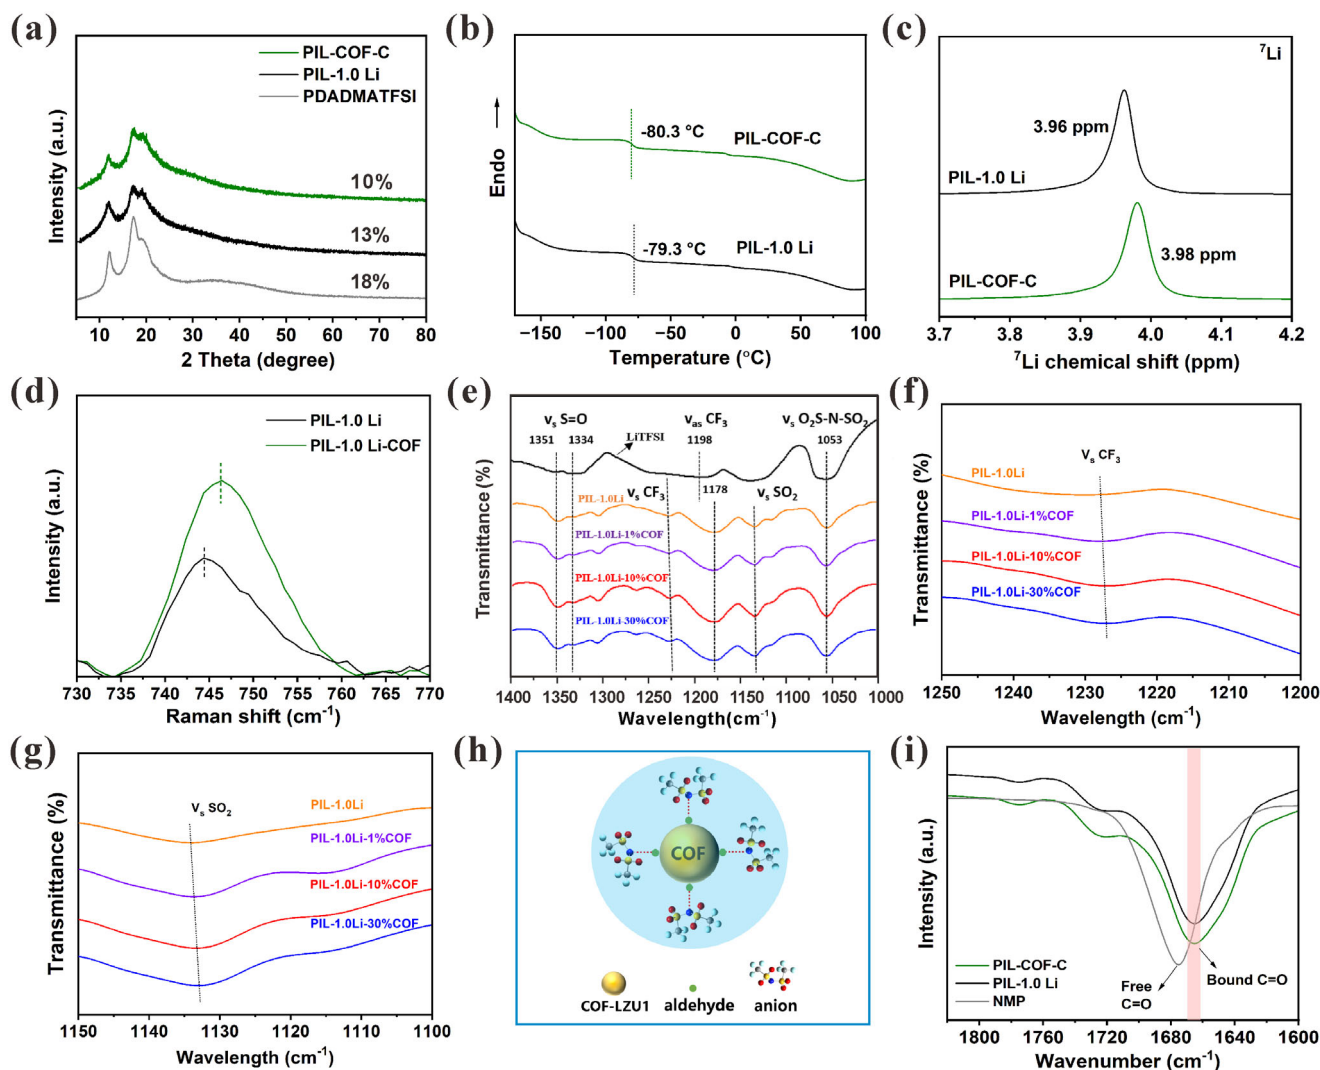 (a)
PIL-COF-C
PIL-1.0 Li
PDADMATFSI
10%
13%
18%
Intensity (a.u.)
10 20 30 40 50 60 70 80
2 Theta (degree)
(b)
-80.3 °C
PIL-COF-C
-79.3 °C
PIL-1.0 Li
Endo
-150 -100 -50 0 50 100
Temperature (°C)
(c)
⁷Li
3.96 ppm
PIL-1.0 Li
3.98 ppm
PIL-COF-C
3.7 3.8 3.9 4.0 4.1 4.2
⁷Li chemical shift (ppm)
(d)
PIL-1.0 Li
PIL-1.0 Li-COF
Intensity (a.u.)
730 735 740 745 750 755 760 765 770
Raman shift (cm⁻¹)
(e)
vₛ S=O
1351 1334
LiTFSI
vₐₛ CF₃
1198
vₛ O₂S-N-SO₂
1053
vₛ CF₃
1178
vₛ SO₂
PIL-1.0Li
PIL-1.0Li-1%COF
PIL-1.0Li-10%COF
PIL-1.0Li-30%COF
Transmittance (%)
1400 1300 1200 1100 1000
Wavelength(cm⁻¹)
(f)
Vₛ CF₃
PIL-1.0Li
PIL-1.0Li-1%COF
PIL-1.0Li-10%COF
PIL-1.0Li-30%COF
Transmittance (%)
1250 1240 1230 1220 1210 1200
Wavelength (cm⁻¹)
(g)
Vₛ SO₂
PIL-1.0Li
PIL-1.0Li-1%COF
PIL-1.0Li-10%COF
PIL-1.0Li-30%COF
Transmittance (%)
1150 1140 1130 1120 1110 1100
Wavelength (cm⁻¹)
(h)
COF
COF-LZU1 aldehyde anion
(i)
PIL-COF-C
PIL-1.0 Li
NMP
Free
C=O
Bound C=O
Intensity (a.u.)
1800 1760 1720 1680 1640 1600
Wavenumber (cm⁻¹)